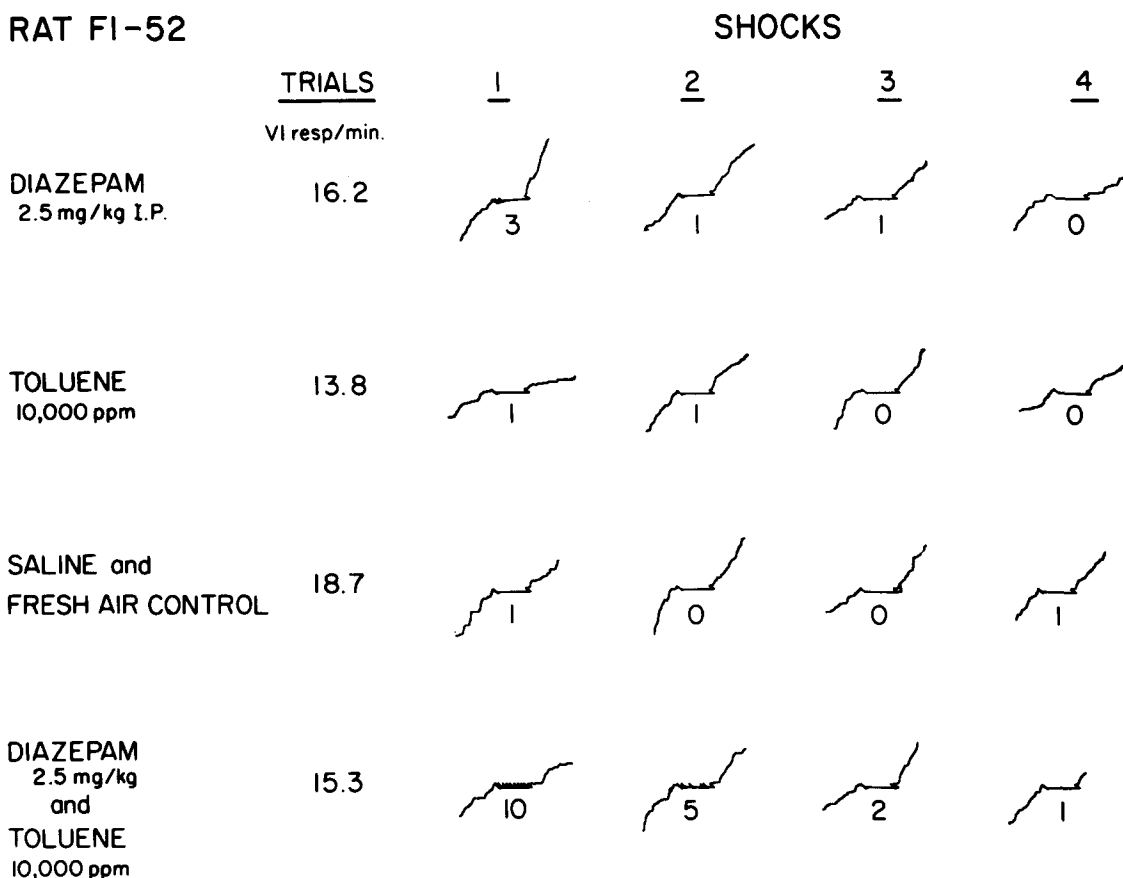 RAT FI-52
SHOCKS
TRIALS 1 2 3 4
VI resp/min.
DIAZEPAM
2.5 mg/kg I.P.
16.2 3 1 1 0
TOLUENE
10,000 ppm
13.8 1 1 0 0
SALINE and
FRESH AIR CONTROL
18.7 1 0 0 1
DIAZEPAM
2.5 mg/kg
and
TOLUENE
10,000 ppm
15.3 10 5 2 1